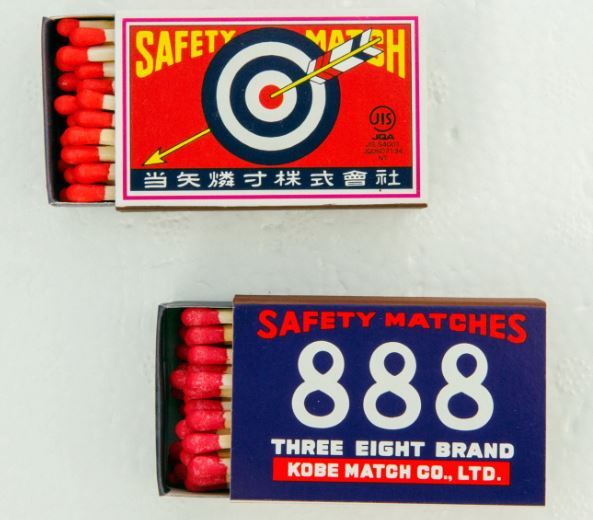 SAFETY MATCH
JIS
JQA
当矢燐寸株式會社
SAFETY MATCHES
888
THREE EIGHT BRAND
KOBE MATCH CO., LTD.